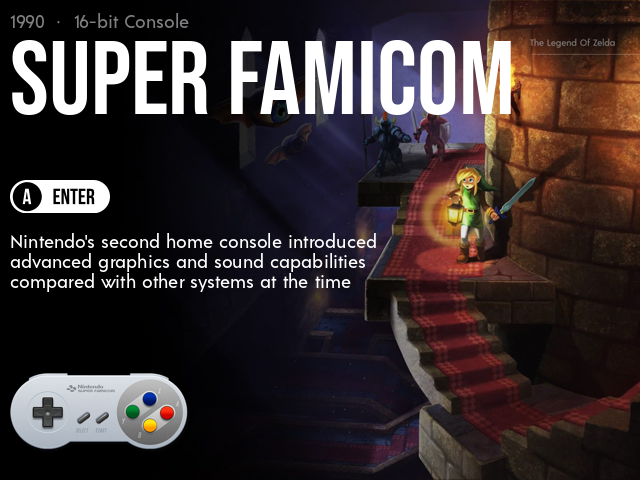 1990 · 16-bit Console
SUPER FAMICOM
The Legend Of Zelda
A ENTER
Nintendo's second home console introduced
advanced graphics and sound capabilities
compared with other systems at the time
Nintendo
SUPER FAMICOM
X
Y
A
B
SELECT START